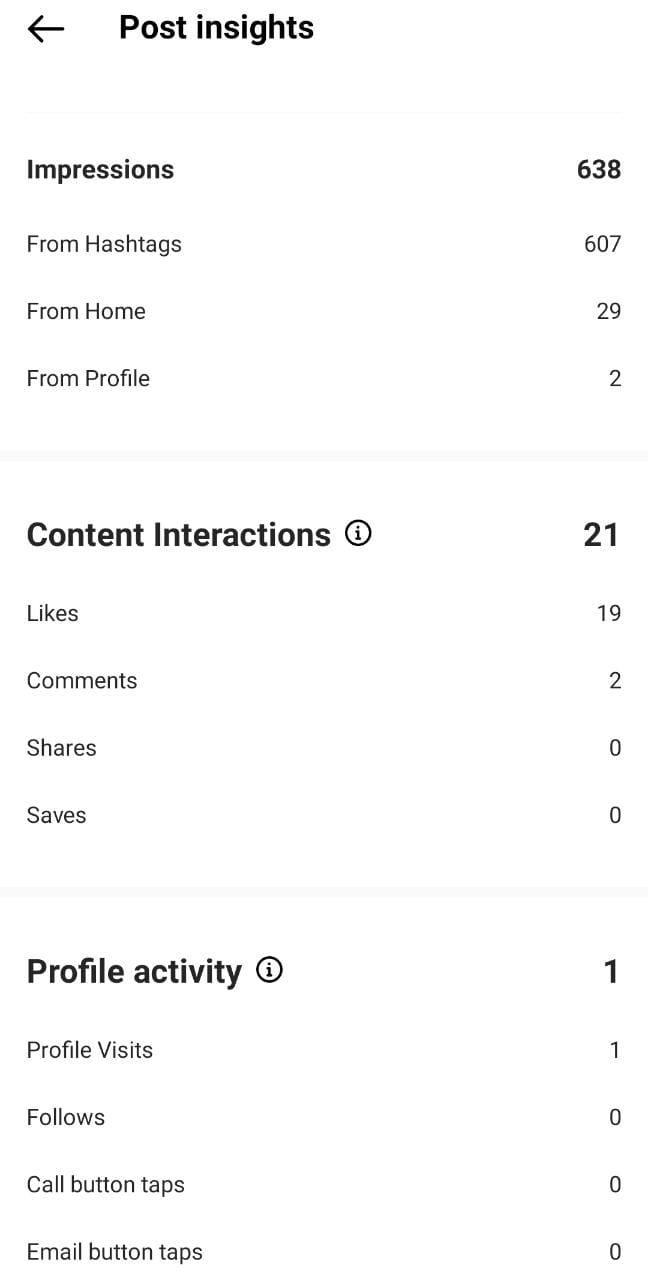 Post insights
Impressions 638
From Hashtags 607
From Home 29
From Profile 2
Content Interactions 21
Likes 19
Comments 2
Shares 0
Saves 0
Profile activity 1
Profile Visits 1
Follows 0
Call button taps 0
Email button taps 0